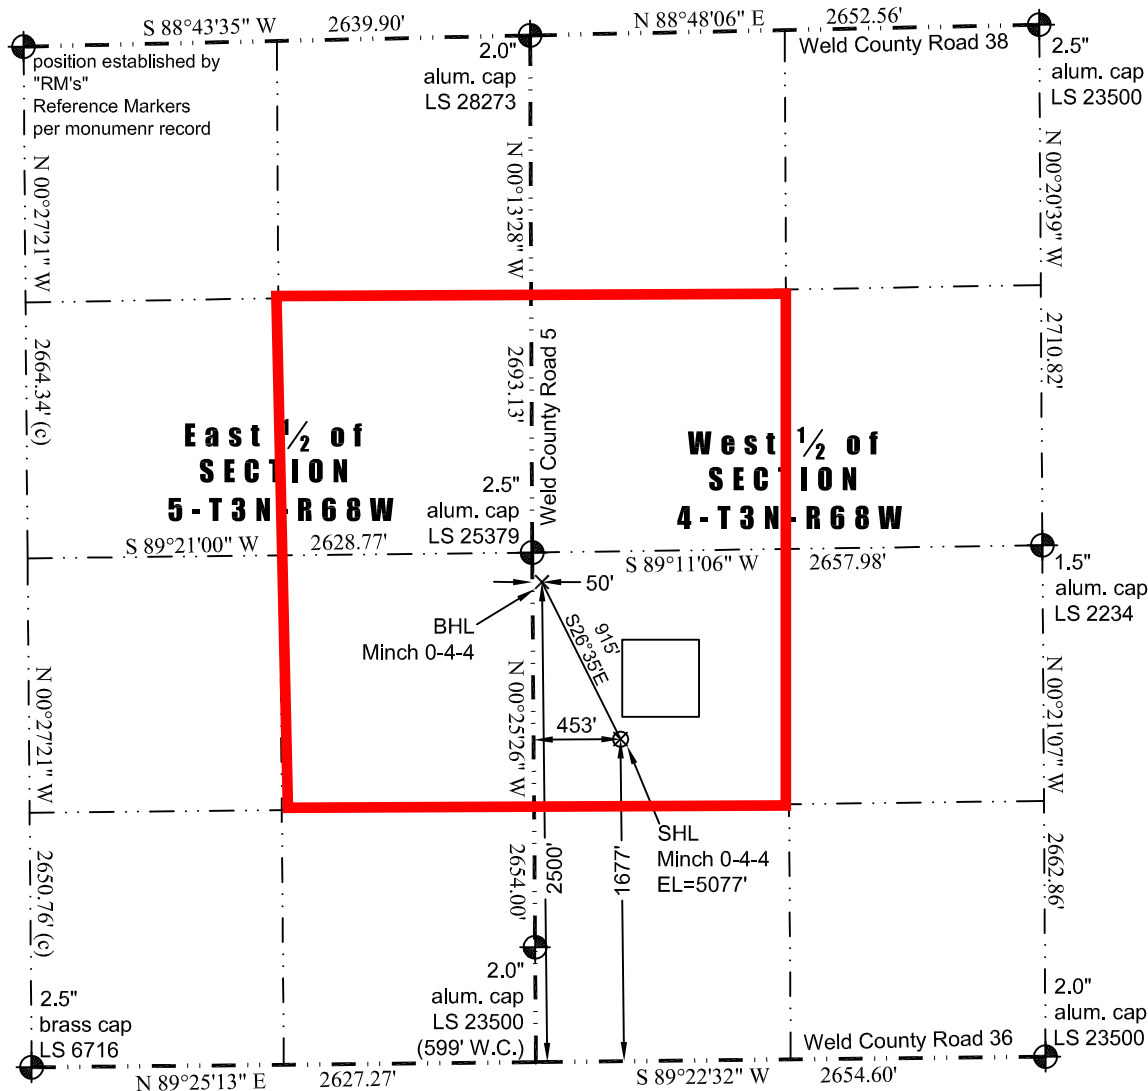 S 88°43'35" W
2639.90'
N 88°48'06" E
2652.56'
Weld County Road 38
position established by
"RM's"
Reference Markers
per monumenr record
2.0"
alum. cap
LS 28273
2.5"
alum. cap
LS 23500
N 00°27'21" W
N 00°13'28" W
N 00°20'39" W
2664.34' (c)
2693.13'
Weld County Road 5
2710.82'
East ½ of
SECTION
5-T3N-R68W
West ½ of
SECTION
4-T3N-R68W
2.5"
alum. cap
LS 25379
S 89°21'00" W
2628.77'
S 89°11'06" W
2657.98'
1.5"
alum. cap
LS 2234
50'
BHL
Minch 0-4-4
915'
S26°35'E
453'
N 00°27'21" W
N 00°25'26" W
N 00°21'07" W
SHL
Minch 0-4-4
EL=5077'
2500'
1677'
2650.76' (c)
2654.00'
2662.86'
2.5"
brass cap
LS 6716
2.0"
alum. cap
LS 23500
(599' W.C.)
2.0"
alum. cap
LS 23500
Weld County Road 36
N 89°25'13" E
2627.27'
S 89°22'32" W
2654.60'